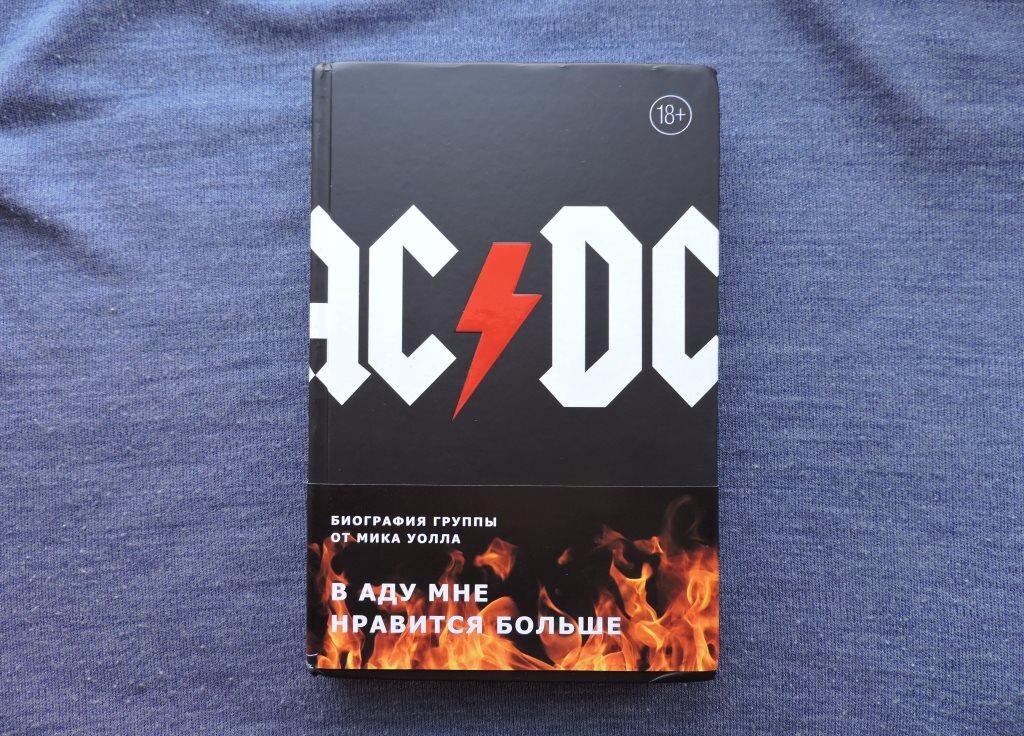 18+
AC DC
БИОГРАФИЯ ГРУППЫ
ОТ МИКА УОЛЛА
В АДУ МНЕ
НРАВИТСЯ БОЛЬШЕ